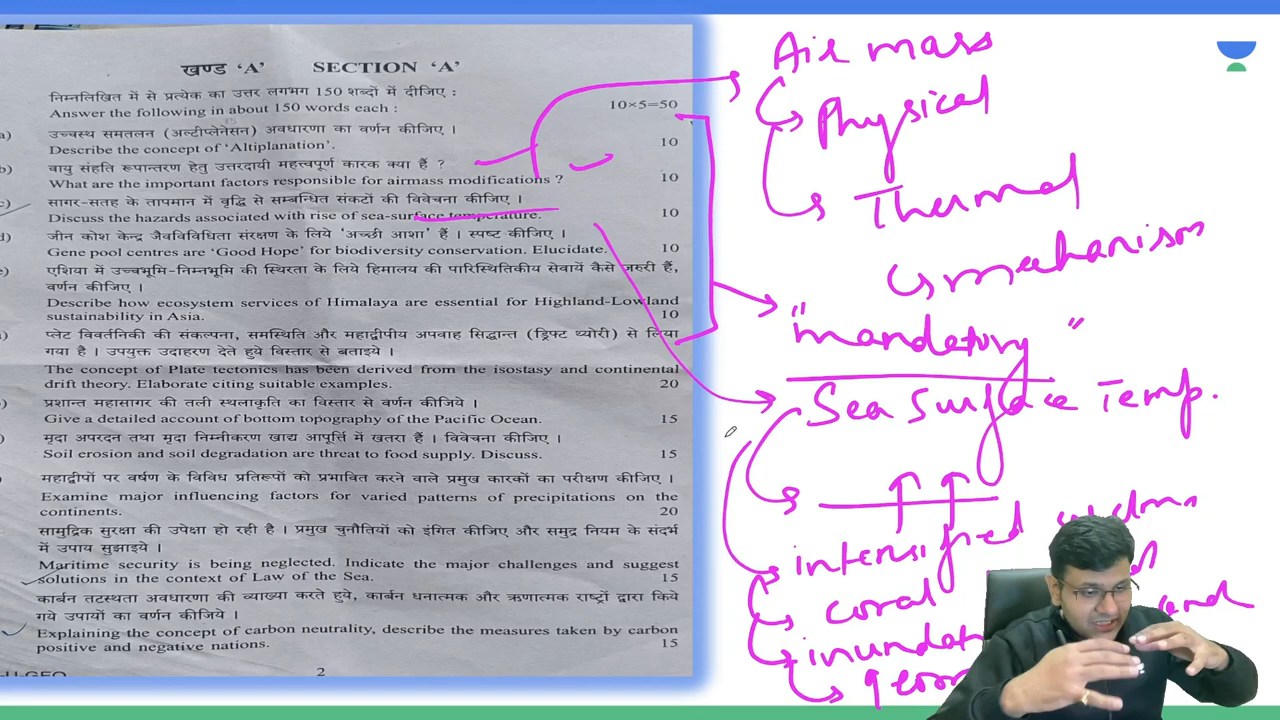 खण्ड 'A' SECTION 'A'
निम्नलिखित में से प्रत्येक का उत्तर लगभग 150 शब्दों में दीजिए :
Answer the following in about 150 words each : 10×5=50
a) उच्चस्थ समतलन (अल्टीप्लेनेसन) अवधारणा का वर्णन कीजिए ।
Describe the concept of 'Altiplanation'. 10
b) वायु संहति रूपान्तरण हेतु उत्तरदायी महत्त्वपूर्ण कारक क्या हैं ?
What are the important factors responsible for airmass modifications ? 10
c) सागर-सतह के तापमान में वृद्धि से सम्बन्धित संकटों की विवेचना कीजिए ।
Discuss the hazards associated with rise of sea-surface temperature. 10
d) जीन कोश केन्द्र जैवविविधता संरक्षण के लिये 'अच्छी आशा' हैं । स्पष्ट कीजिए ।
Gene pool centres are 'Good Hope' for biodiversity conservation. Elucidate. 10
e) एशिया में उच्चभूमि-निम्नभूमि की स्थिरता के लिये हिमालय की पारिस्थितिकीय सेवायें कैसे जरुरी हैं,
वर्णन कीजिए ।
Describe how ecosystem services of Himalaya are essential for Highland-Lowland
sustainability in Asia. 10
प्लेट विवर्तनिकी की संकल्पना, समस्थिति और महाद्वीपीय अपवाह सिद्धान्त (ड्रिफ्ट थ्योरी) से लिया
गया है । उपयुक्त उदाहरण देते हुये विस्तार से बताइये ।
The concept of Plate tectonics has been derived from the isostasy and continental
drift theory. Elaborate citing suitable examples. 20
प्रशान्त महासागर की तली स्थलाकृति का विस्तार से वर्णन कीजिये ।
Give a detailed account of bottom topography of the Pacific Ocean. 15
मृदा अपरदन तथा मृदा निम्नीकरण खाद्य आपूर्ति में खतरा हैं । विवेचना कीजिए ।
Soil erosion and soil degradation are threat to food supply. Discuss. 15
महाद्वीपों पर वर्षण के विविध प्रतिरूपों को प्रभावित करने वाले प्रमुख कारकों का परीक्षण कीजिए ।
Examine major influencing factors for varied patterns of precipitations on the
continents. 20
सामुद्रिक सुरक्षा की उपेक्षा हो रही है । प्रमुख चुनौतियों को इंगित कीजिए और समुद्र नियम के संदर्भ
में उपाय सुझाइये ।
Maritime security is being neglected. Indicate the major challenges and suggest
solutions in the context of Law of the Sea. 15
कार्बन तटस्थता अवधारणा की व्याख्या करते हुये, कार्बन धनात्मक और ऋणात्मक राष्ट्रों द्वारा किये
गये उपायों का वर्णन कीजिये ।
Explaining the concept of carbon neutrality, describe the measures taken by carbon
positive and negative nations. 15
2
Air mass
Physical
Thermal
mechanism
"mandatory"
Sea Surface Temp.
intensified
coral